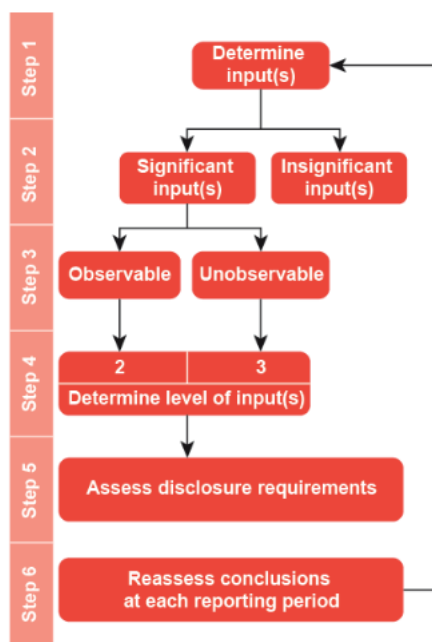 Step 1
Determine
input(s)
Step 2
Significant
input(s)
Insignificant
input(s)
Step 3
Observable
Unobservable
Step 4
2
3
Determine level of input(s)
Step 5
Assess disclosure requirements
Step 6
Reassess conclusions
at each reporting period